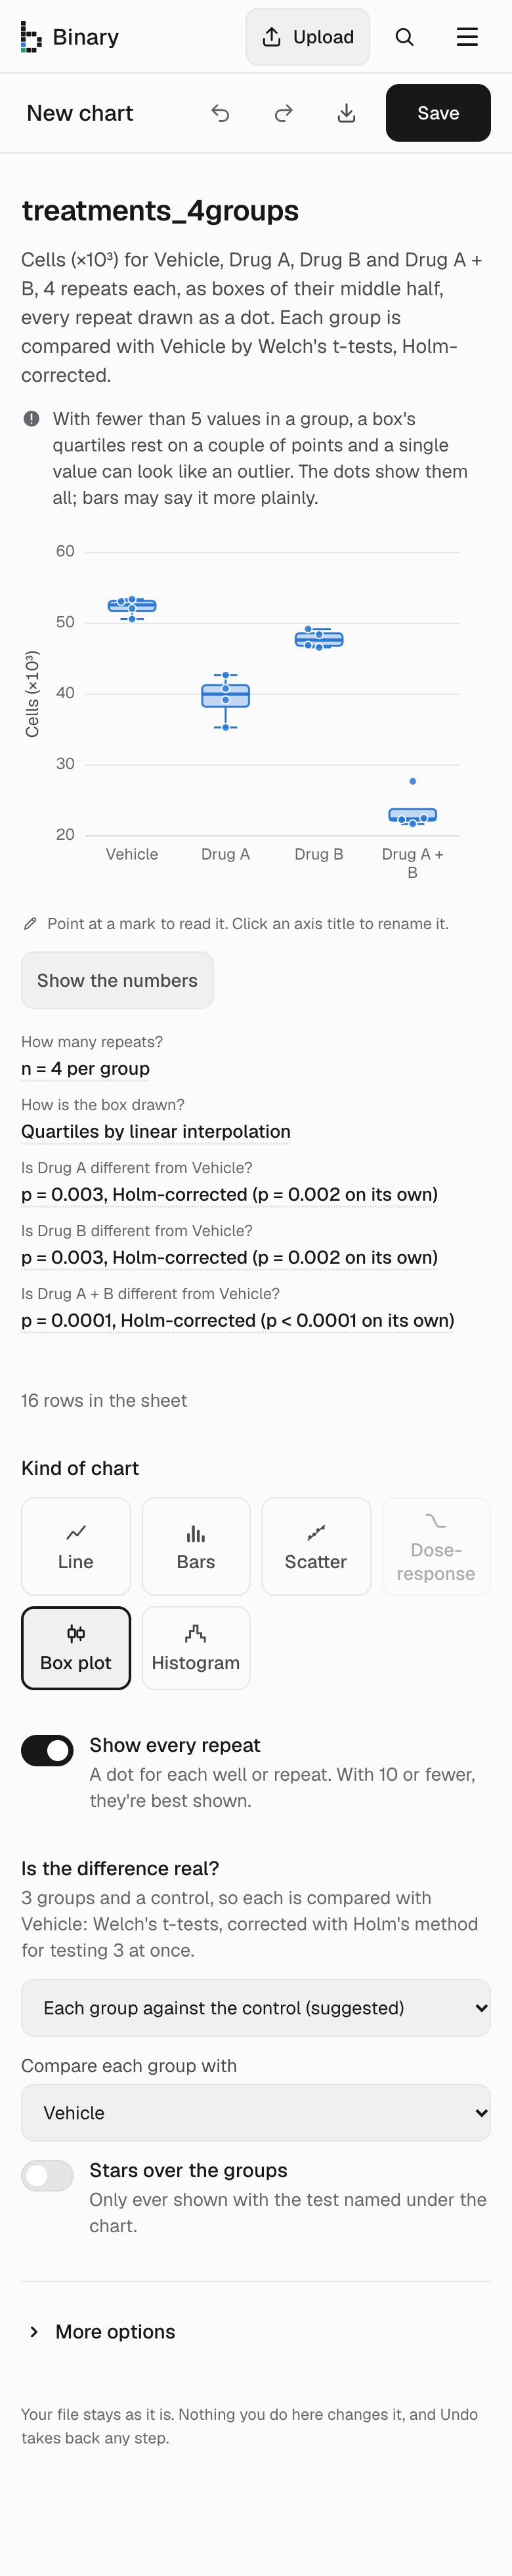 Binary
Upload
New chart
Save
treatments_4groups
Cells (×10³) for Vehicle, Drug A, Drug B and Drug A +
B, 4 repeats each, as boxes of their middle half,
every repeat drawn as a dot. Each group is
compared with Vehicle by Welch's t-tests, Holm-
corrected.
With fewer than 5 values in a group, a box's
quartiles rest on a couple of points and a single
value can look like an outlier. The dots show them
all; bars may say it more plainly.
60
50
40
30
20
Cells (×10³)
Vehicle
Drug A
Drug B
Drug A +
B
Point at a mark to read it. Click an axis title to rename it.
Show the numbers
How many repeats?
n = 4 per group
How is the box drawn?
Quartiles by linear interpolation
Is Drug A different from Vehicle?
p = 0.003, Holm-corrected (p = 0.002 on its own)
Is Drug B different from Vehicle?
p = 0.003, Holm-corrected (p = 0.002 on its own)
Is Drug A + B different from Vehicle?
p = 0.0001, Holm-corrected (p < 0.0001 on its own)
16 rows in the sheet
Kind of chart
Line
Bars
Scatter
Dose-
response
Box plot
Histogram
Show every repeat
A dot for each well or repeat. With 10 or fewer,
they're best shown.
Is the difference real?
3 groups and a control, so each is compared with
Vehicle: Welch's t-tests, corrected with Holm's method
for testing 3 at once.
Each group against the control (suggested)
Compare each group with
Vehicle
Stars over the groups
Only ever shown with the test named under the
chart.
More options
Your file stays as it is. Nothing you do here changes it, and Undo
takes back any step.